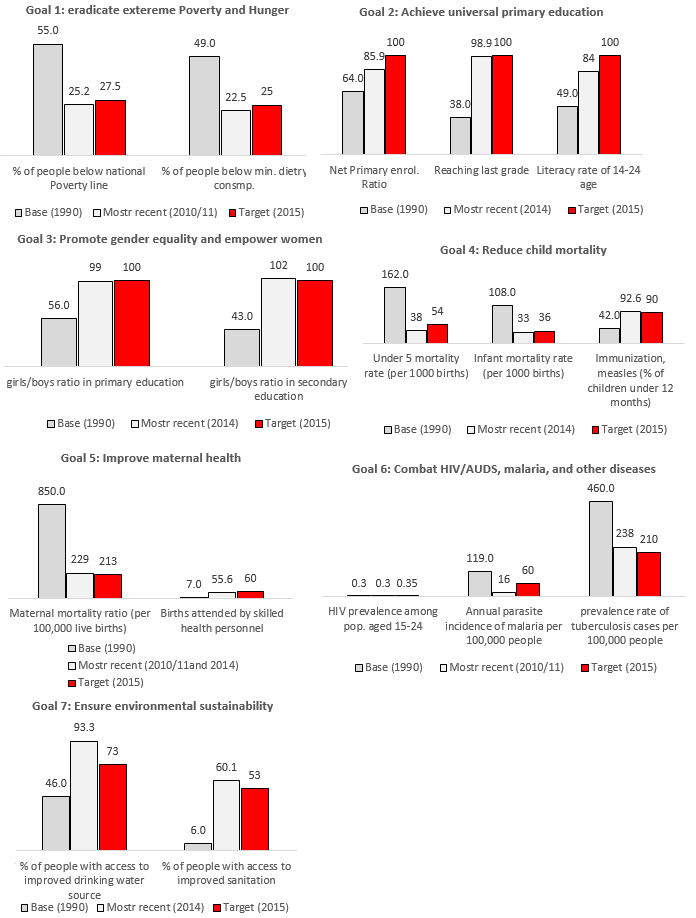 Goal 1: eradicate extereme Poverty and Hunger
55.0
25.2
27.5
49.0
22.5
25
% of people below national
Poverty line
% of people below min. dietry
consmp.
Base (1990) Mostr recent (2010/11) Target (2015)
Goal 2: Achieve universal primary education
64.0
85.9
100
38.0
98.9
100
49.0
84
100
Net Primary enrol.
Ratio
Reaching last grade
Literacy rate of 14-24
age
Base (1990) Mostr recent (2014) Target (2015)
Goal 3: Promote gender equality and empower women
56.0
99
100
43.0
102
100
girls/boys ratio in primary education
girls/boys ratio in secondary
education
Base (1990) Mostr recent (2014) Target (2015)
Goal 4: Reduce child mortality
162.0
38
54
108.0
33
36
42.0
92.6
90
Under 5 mortality
rate (per 1000 births)
Infant mortality rate
(per 1000 births)
Immunization,
measles (% of
children under 12
months)
Base (1990) Mostr recent (2014) Target (2015)
Goal 5: Improve maternal health
850.0
229
213
7.0
55.6
60
Maternal mortality ratio (per
100,000 live births)
Births attended by skilled
health personnel
Base (1990)
Mostr recent (2010/11and 2014)
Target (2015)
Goal 6: Combat HIV/AUDS, malaria, and other diseases
0.3
0.3
0.35
119.0
16
60
460.0
238
210
HIV prevalence among
pop. aged 15-24
Annual parasite
incidence of malaria per
100,000 people
prevalence rate of
tuberculosis cases per
100,000 people
Base (1990) Mostr recent (2010/11) Target (2015)
Goal 7: Ensure environmental sustainability
46.0
93.3
73
6.0
60.1
53
% of people with access to
improved drinking water
source
% of people with access to
improved sanitation
Base (1990) Mostr recent (2014) Target (2015)